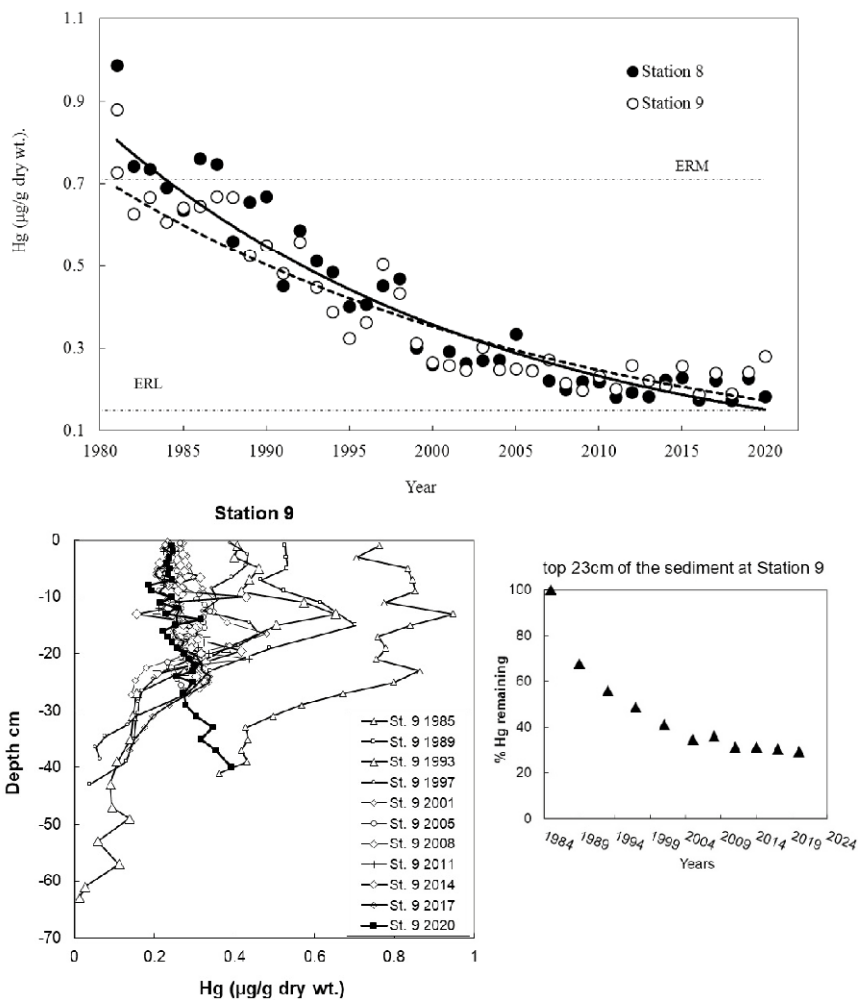 1.1
0.9
0.7
0.5
0.3
0.1
Hg (µg/g dry wt.).
Station 8
Station 9
ERM
ERL
1980 1985 1990 1995 2000 2005 2010 2015 2020
Year
Station 9
0
-10
-20
-30
-40
-50
-60
-70
Depth cm
St. 9 1985
St. 9 1989
St. 9 1993
St. 9 1997
St. 9 2001
St. 9 2005
St. 9 2008
St. 9 2011
St. 9 2014
St. 9 2017
St. 9 2020
0 0.2 0.4 0.6 0.8 1
Hg (µg/g dry wt.)
top 23cm of the sediment at Station 9
100
80
60
40
20
0
% Hg remaining
1984 1989 1994 1999 2004 2009 2014 2019 2024
Years